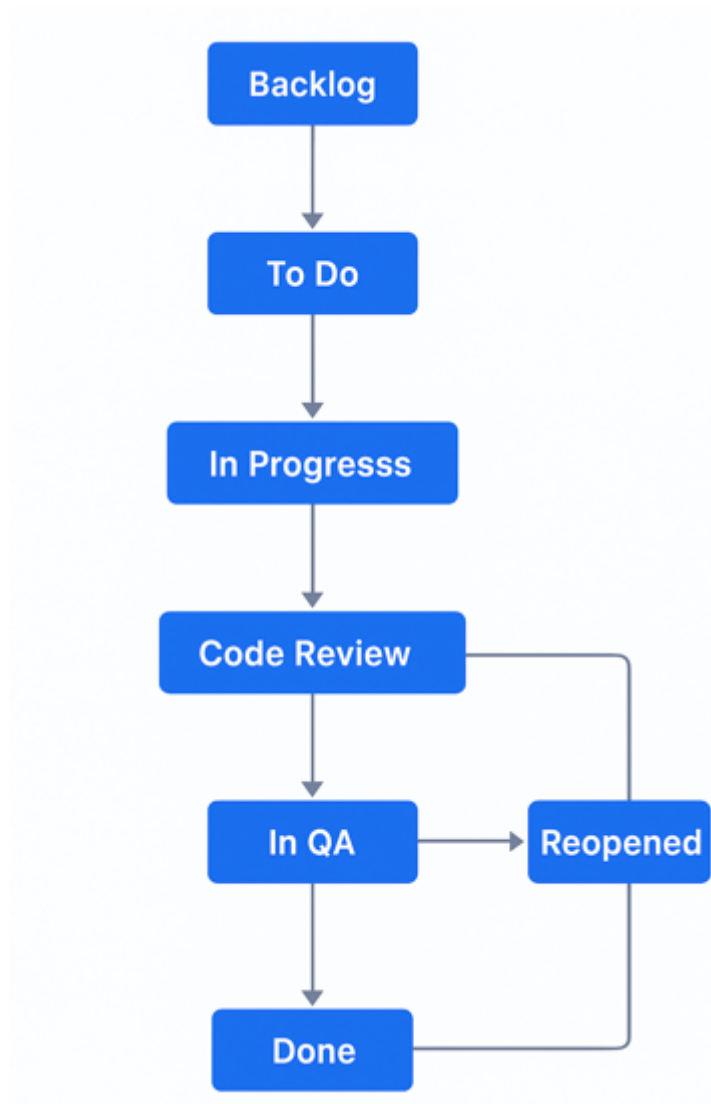 Backlog
To Do
In Progresss
Code Review
In QA
Reopened
Done